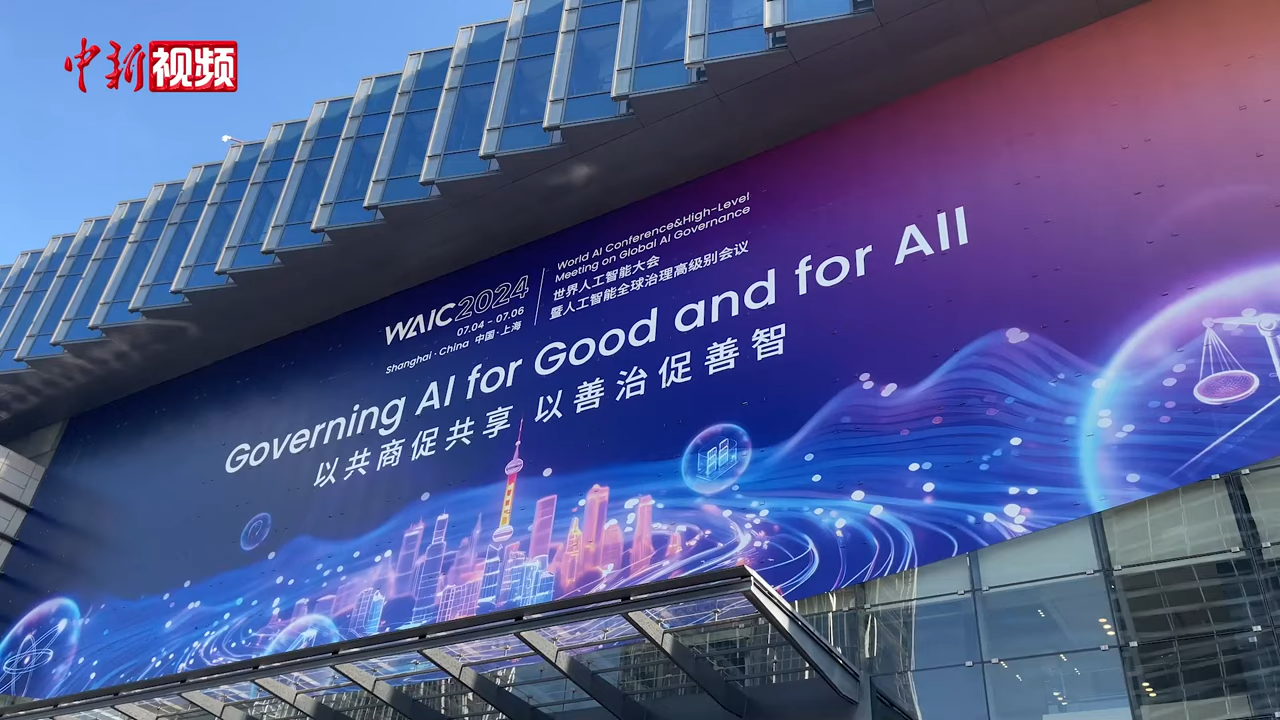 中新视频
World AI Conference&High-Level
Meeting on Global AI Governance
世界人工智能大会
暨人工智能全球治理高级别会议
WAIC 2024
07.04 - 07.06
Shanghai · China 中国 · 上海
Governing AI for Good and for All
以共商促共享 以善治促善智